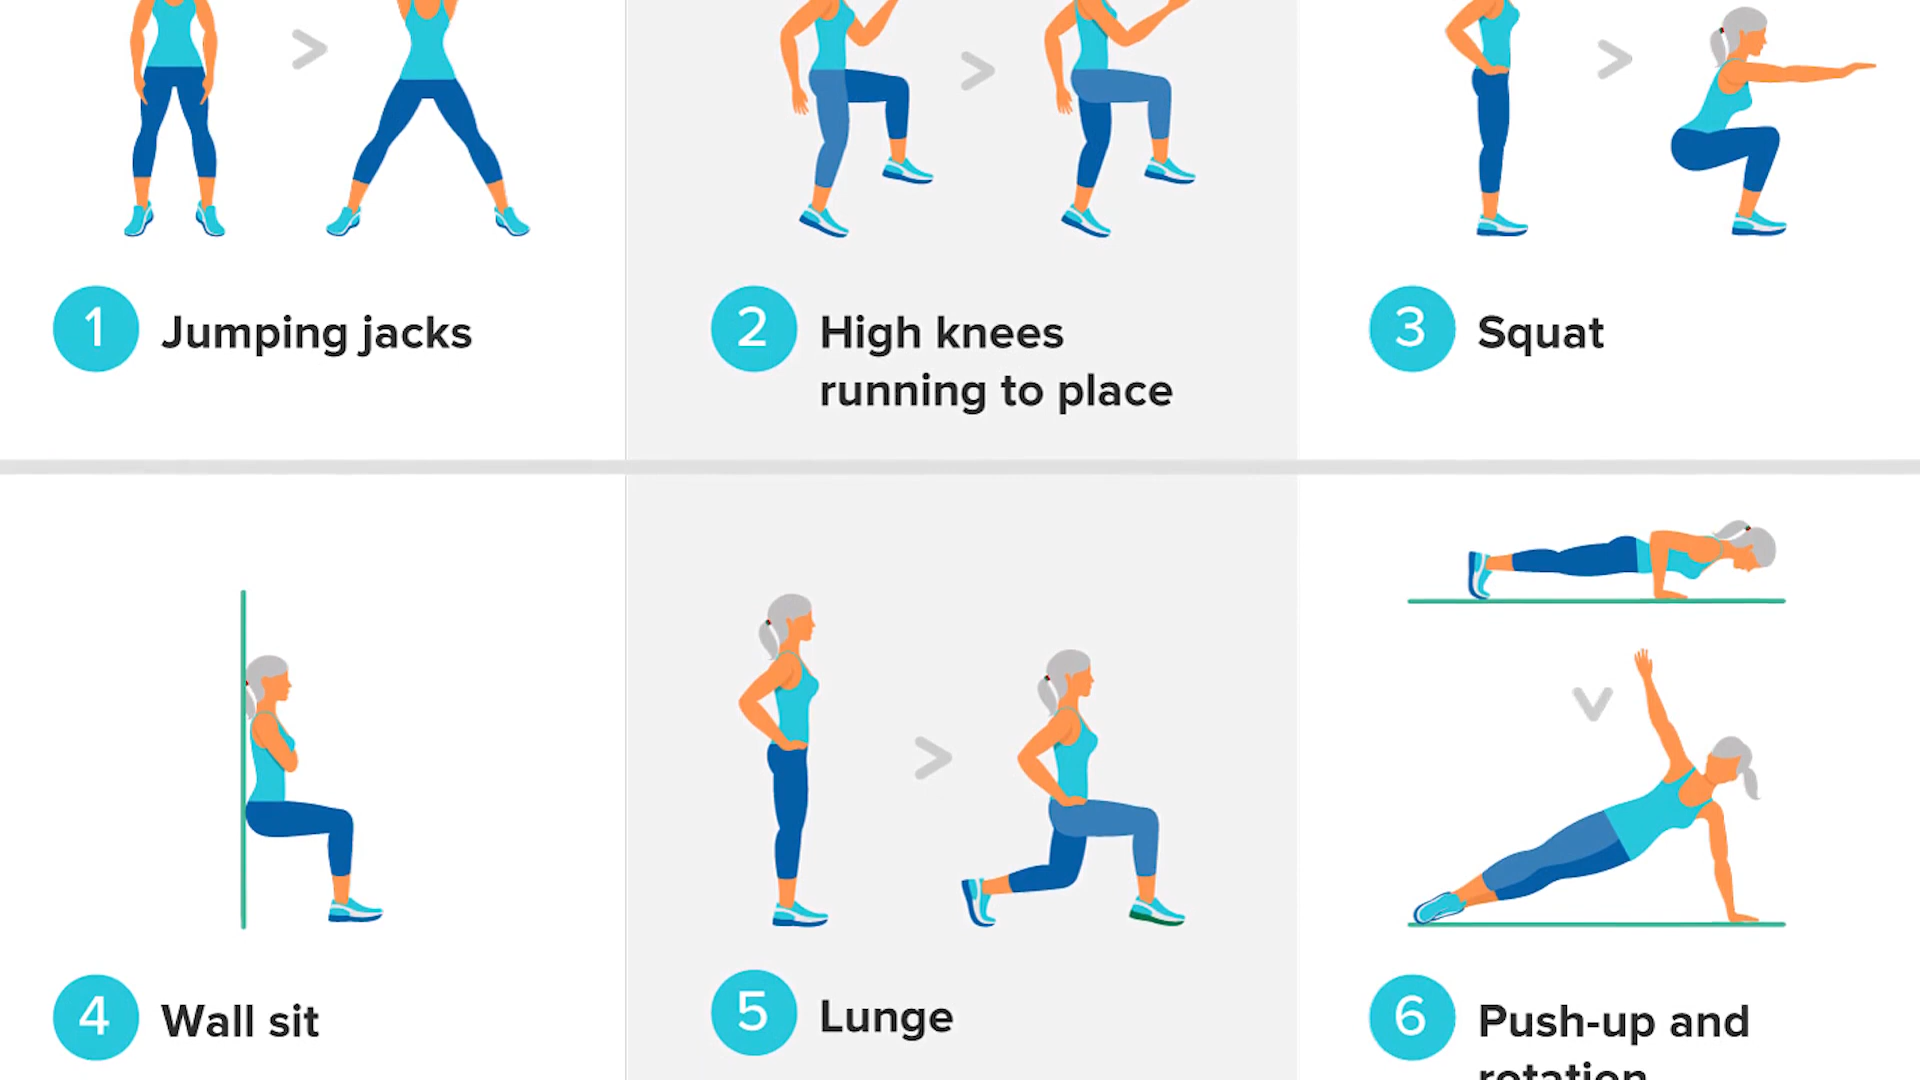 1 Jumping jacks
2 High knees
running to place
3 Squat
4 Wall sit
5 Lunge
6 Push-up and
rotation